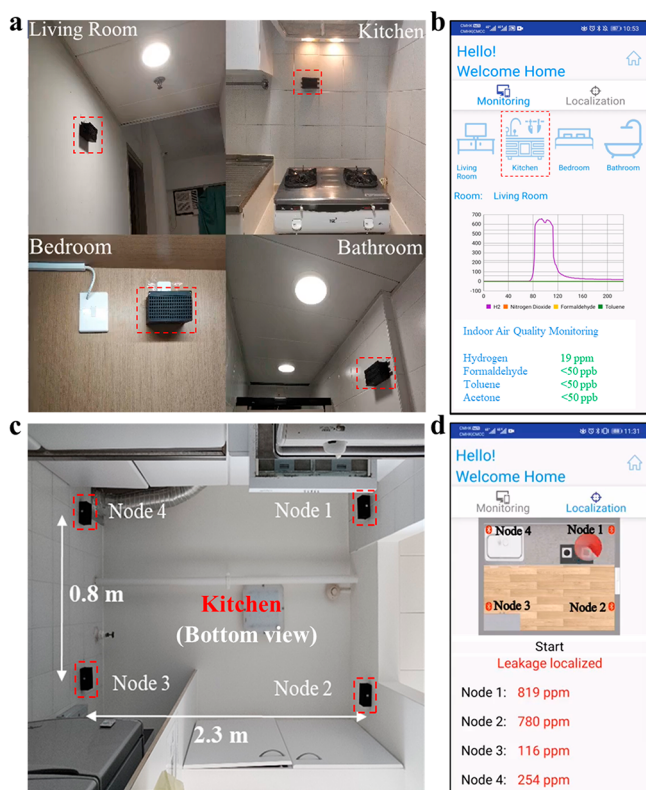 a
Living Room
Kitchen
Bedroom
Bathroom
b
10:53
Hello!
Welcome Home
Monitoring
Localization
Living
Room
Kitchen
Bedroom
Bathroom
Room: Living Room
700
600
500
400
300
200
100
0
-100
0 40 80 120 160 200
H2 Nitrogen Dioxide Formaldehyde Toluene
Indoor Air Quality Monitoring
Hydrogen 19 ppm
Formaldehyde <50 ppb
Toluene <50 ppb
Acetone <50 ppb
c
Node 4
Node 1
0.8 m
Kitchen
(Bottom view)
Node 3
Node 2
2.3 m
d
11:31
Hello!
Welcome Home
Monitoring
Localization
Node 4
Node 1
Node 3
Node 2
Start
Leakage localized
Node 1: 819 ppm
Node 2: 780 ppm
Node 3: 116 ppm
Node 4: 254 ppm